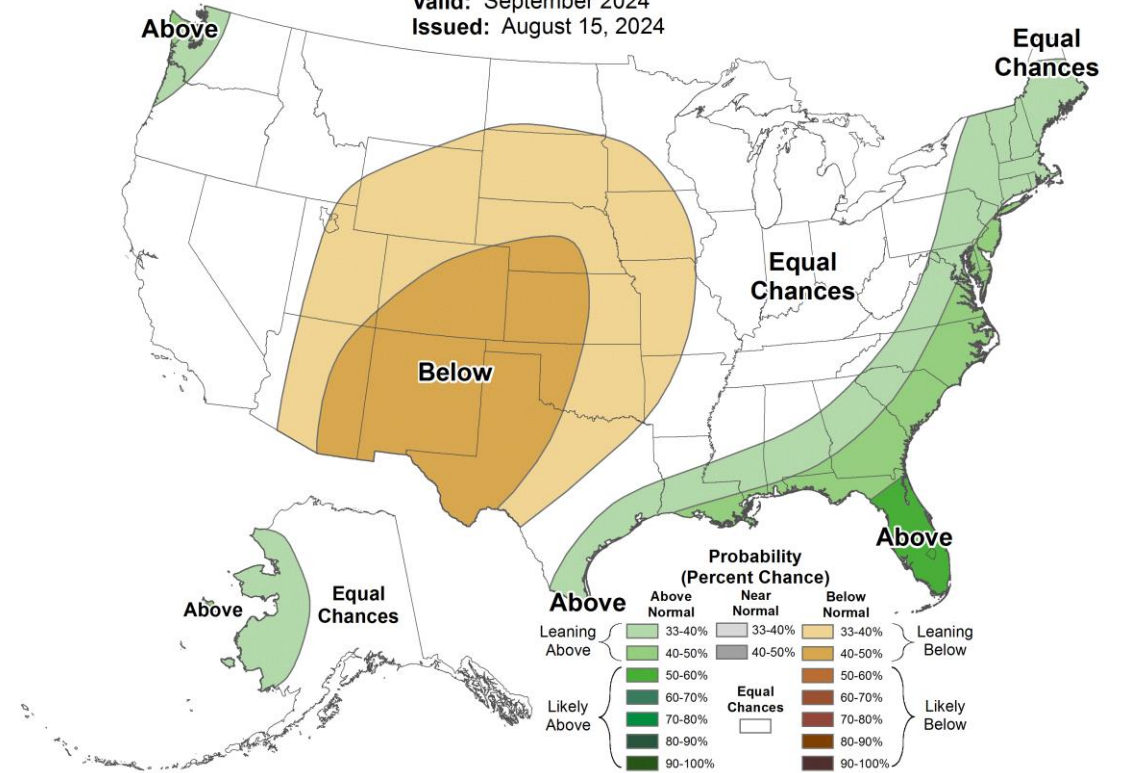 Valid: September 2024
Issued: August 15, 2024
Above
Equal
Chances
Equal
Chances
Below
Above
Above
Above
Equal
Chances
Probability
(Percent Chance)
Above
Normal
Near
Normal
Below
Normal
Leaning
Above
33-40%
40-50%
33-40%
40-50%
33-40%
40-50%
Leaning
Below
Likely
Above
50-60%
60-70%
70-80%
80-90%
90-100%
Equal
Chances
50-60%
60-70%
70-80%
80-90%
90-100%
Likely
Below